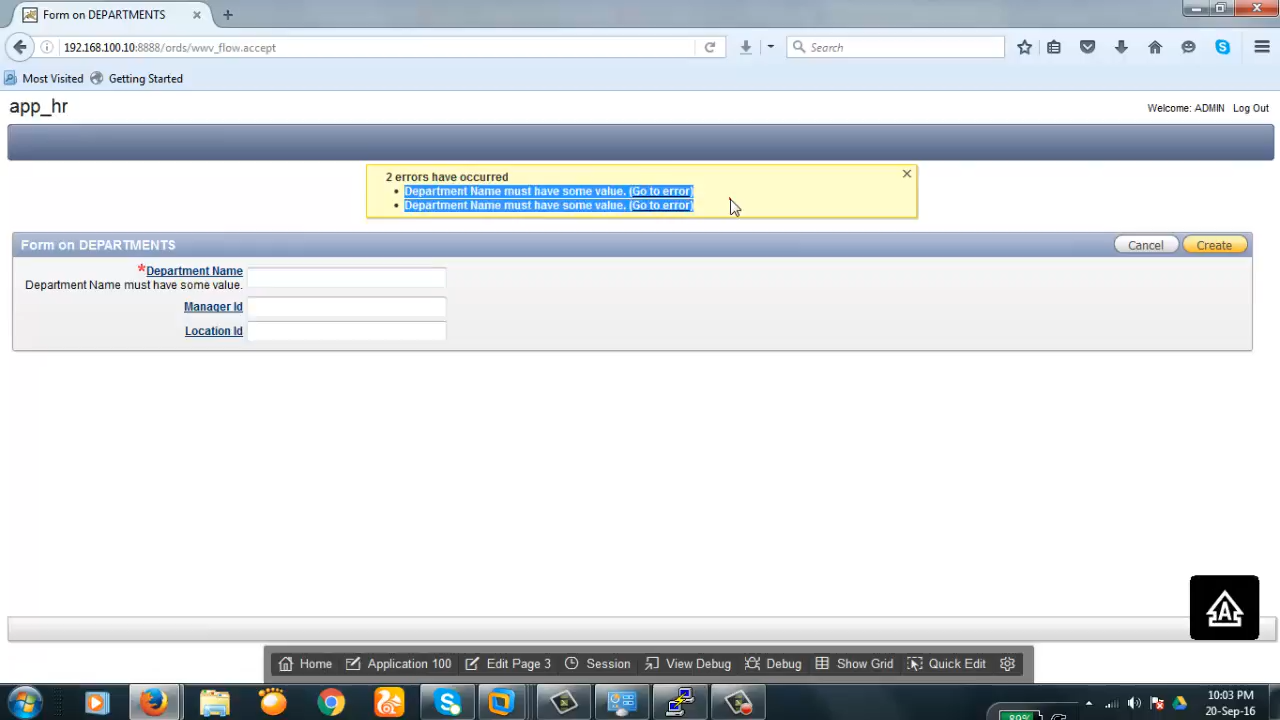 Form on DEPARTMENTS
192.168.100.10:8888/ords/wwv_flow.accept
Search
Most Visited
Getting Started
app_hr
Welcome: ADMIN Log Out
2 errors have occurred
• Department Name must have some value. (Go to error)
• Department Name must have some value. (Go to error)
Form on DEPARTMENTS
Cancel
Create
*Department Name
Department Name must have some value.
Manager Id
Location Id
A
Home
Application 100
Edit Page 3
Session
View Debug
Debug
Show Grid
Quick Edit
10:03 PM
20-Sep-16
89%